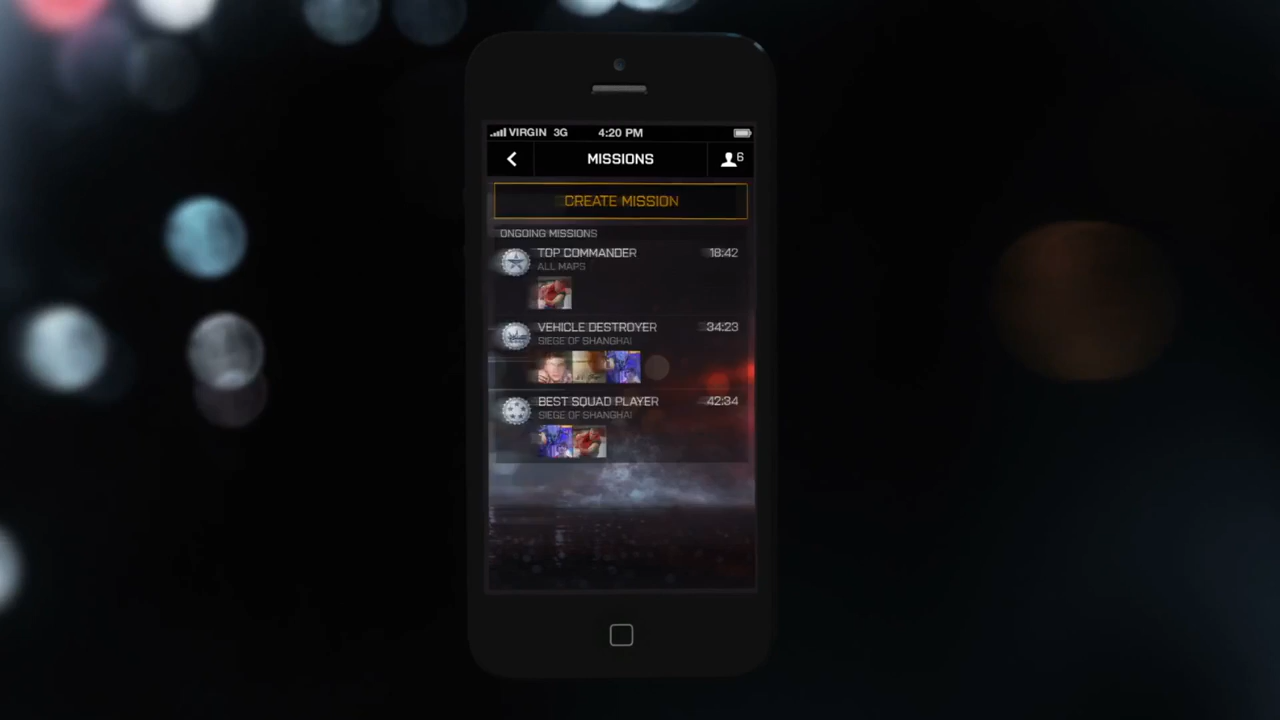 VIRGIN 3G 4:20 PM
MISSIONS
6
CREATE MISSION
ONGOING MISSIONS
TOP COMMANDER 18:42
ALL MAPS
VEHICLE DESTROYER 34:23
SIEGE OF SHANGHAI
BEST SQUAD PLAYER 42:34
SIEGE OF SHANGHAI